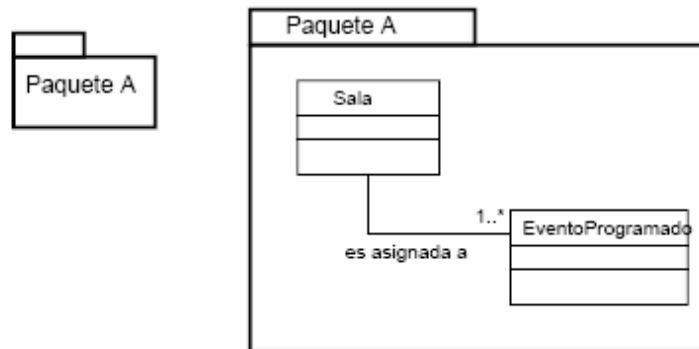 Paquete A
Paquete A
Sala
1..*
EventoProgramado
es asignada a